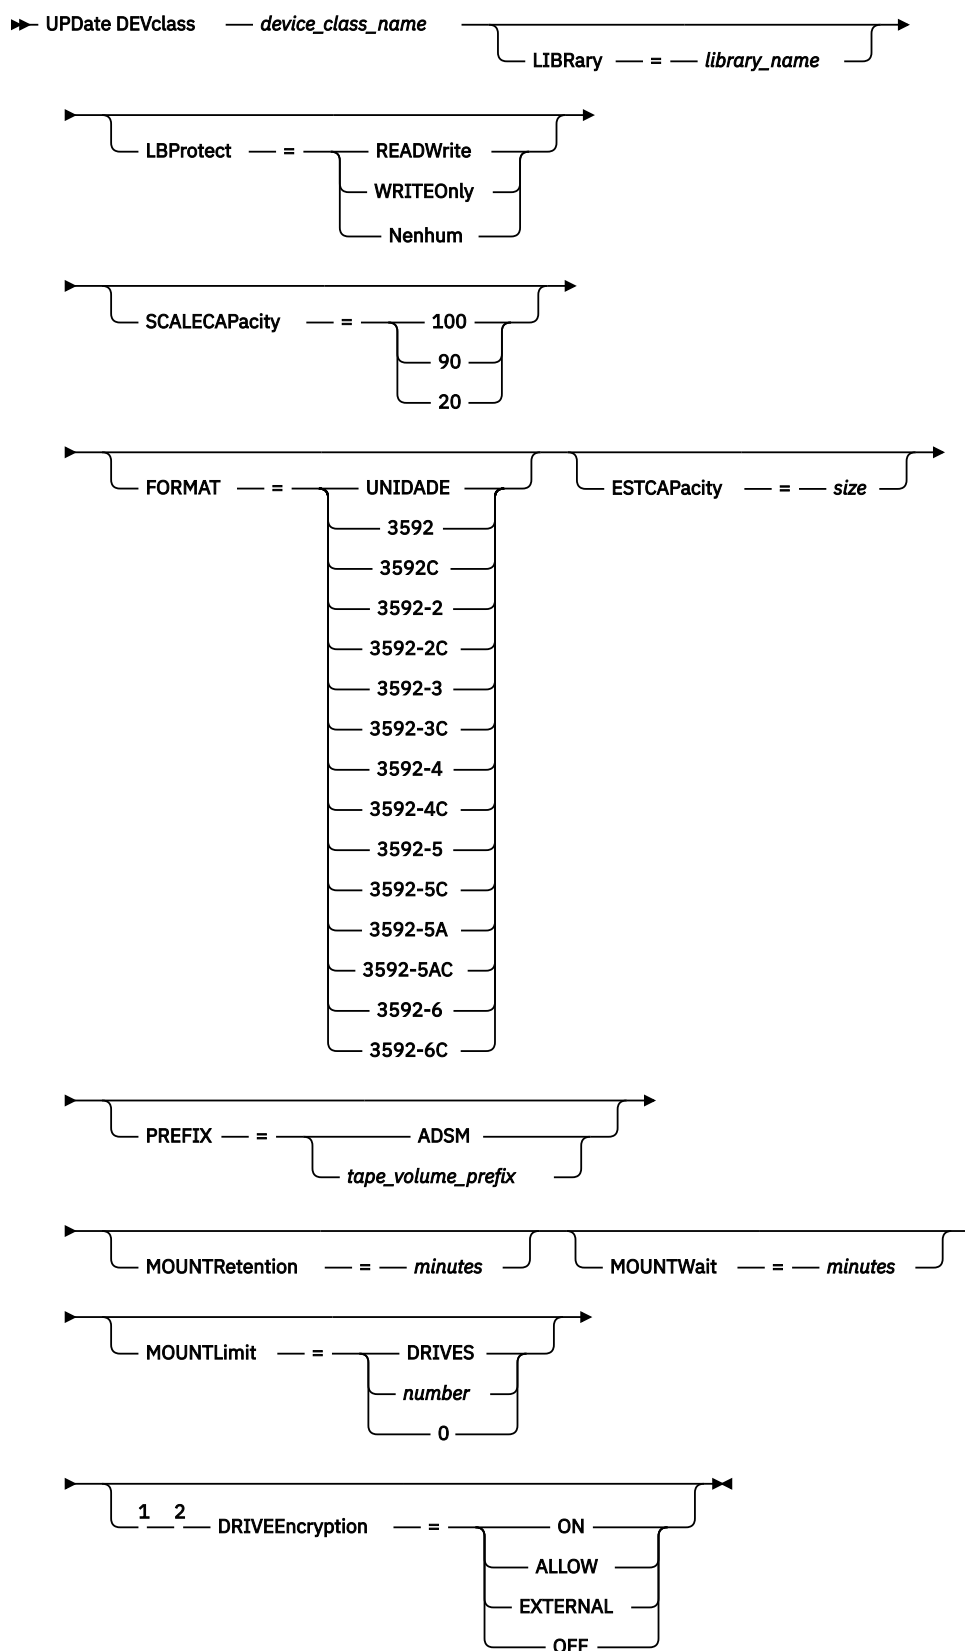 UPDate DEVclass device_class_name
LIBRary = library_name
LBProtect = READWrite
WRITEOnly
Nenhum
SCALECAPacity = 100
90
20
FORMAT = UNIDADE ESTCAPacity = size
3592
3592C
3592-2
3592-2C
3592-3
3592-3C
3592-4
3592-4C
3592-5
3592-5C
3592-5A
3592-5AC
3592-6
3592-6C
PREFIX = ADSM
tape_volume_prefix
MOUNTRetention = minutes MOUNTWait = minutes
MOUNTLimit = DRIVES
number
0
1 2
DRIVEEncryption = ON
ALLOW
EXTERNAL
OFF